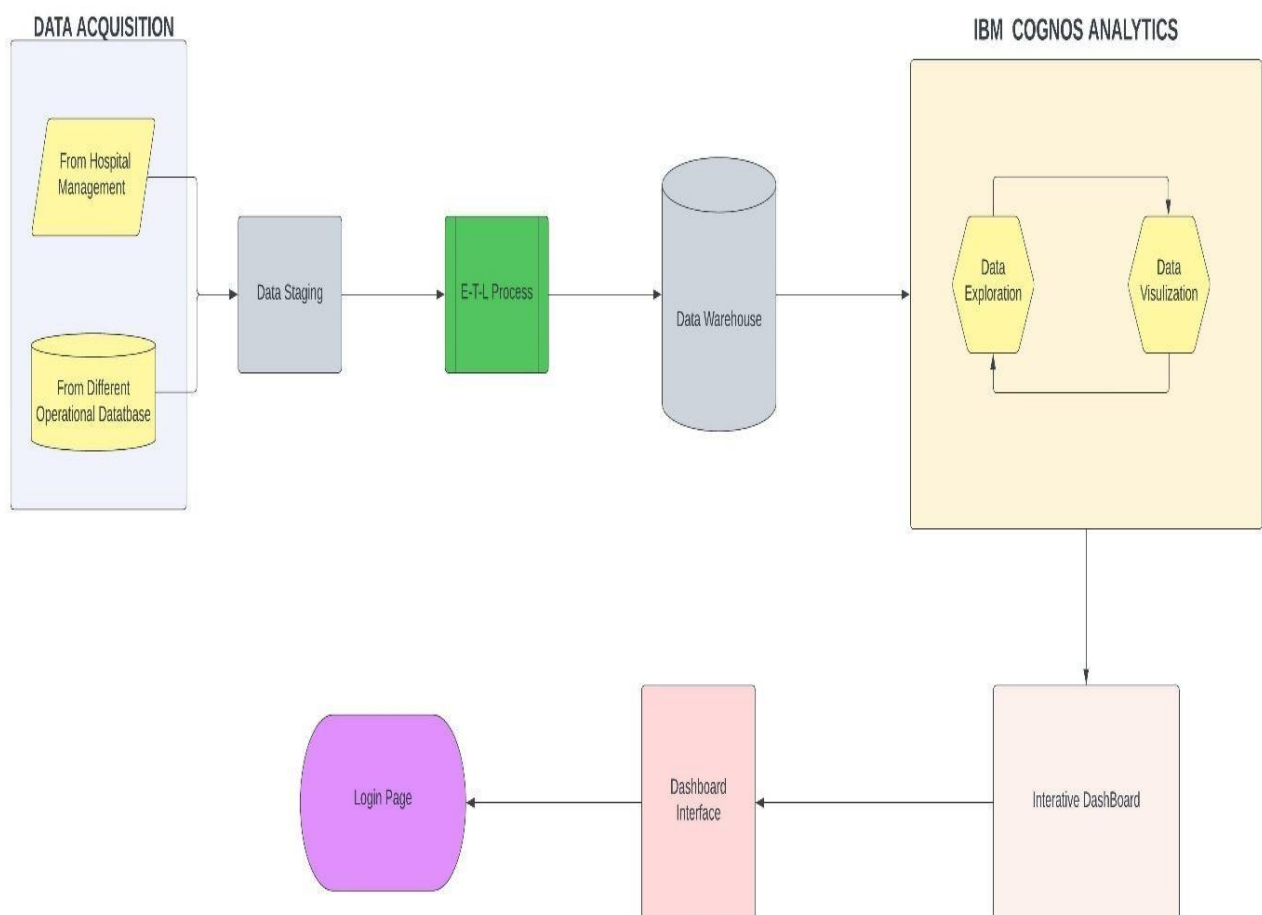 DATA ACQUISITION
IBM COGNOS ANALYTICS
From Hospital
Management
From Different
Operational Datatbase
Data Staging
E-T-L Process
Data Warehouse
Data
Exploration
Data
Visulization
Interative DashBoard
Dashboard
Interface
Login Page